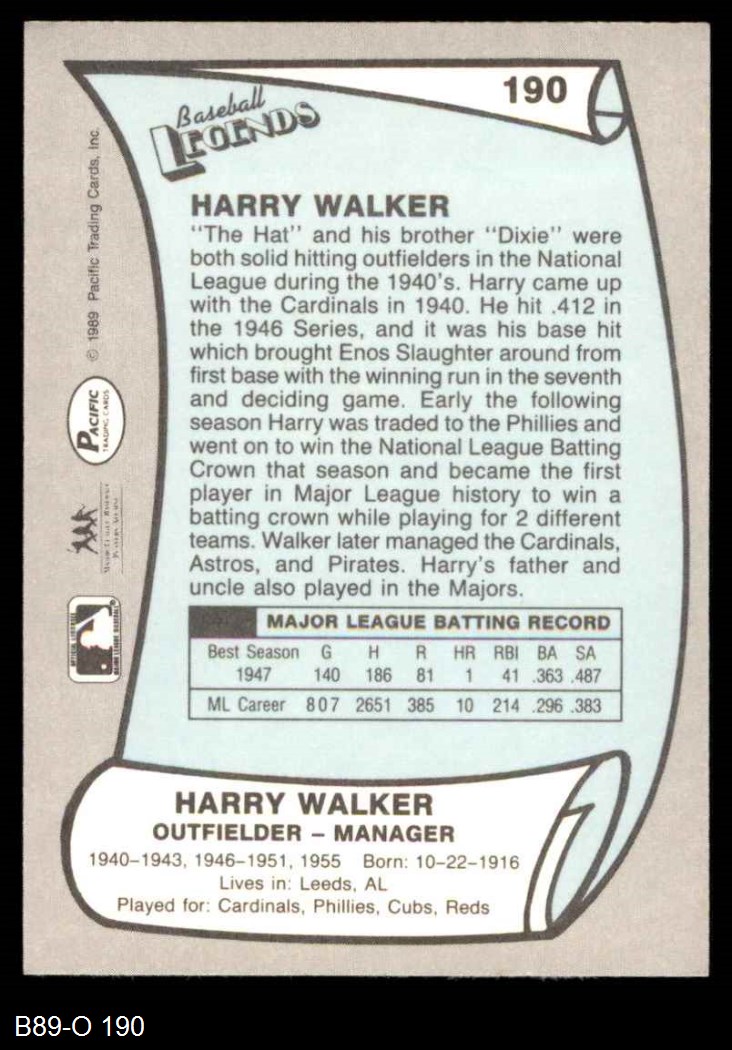 190
Baseball
LEGENDS
HARRY WALKER
"The Hat" and his brother "Dixie" were
both solid hitting outfielders in the National
League during the 1940's. Harry came up
with the Cardinals in 1940. He hit .412 in
the 1946 Series, and it was his base hit
which brought Enos Slaughter around from
first base with the winning run in the seventh
and deciding game. Early the following
season Harry was traded to the Phillies and
went on to win the National League Batting
Crown that season and became the first
player in Major League history to win a
batting crown while playing for 2 different
teams. Walker later managed the Cardinals,
Astros, and Pirates. Harry's father and
uncle also played in the Majors.
MAJOR LEAGUE BATTING RECORD
Best Season G H R HR RBI BA SA
1947 140 186 81 1 41 .363 .487
ML Career 807 2651 385 10 214 .296 .383
HARRY WALKER
OUTFIELDER – MANAGER
1940–1943, 1946–1951, 1955 Born: 10–22–1916
Lives in: Leeds, AL
Played for: Cardinals, Phillies, Cubs, Reds
© 1989 Pacific Trading Cards, Inc.
PACIFIC
TRADING CARDS
B89-O 190